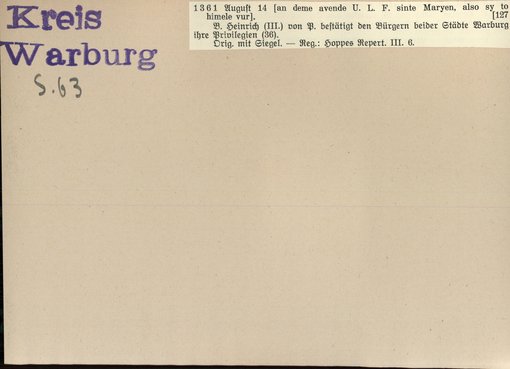 Kreis
Warburg
S. 63
1361 August 14 [an deme avende U. L. F. sinte Maryen, also sy to
himele vur]. [127
B. Heinrich (III.) von P. bestätigt den Bürgern beider Städte Warburg
ihre Privilegien (36).
Orig. mit Siegel. — Reg.: Hoppes Repert. III. 6.